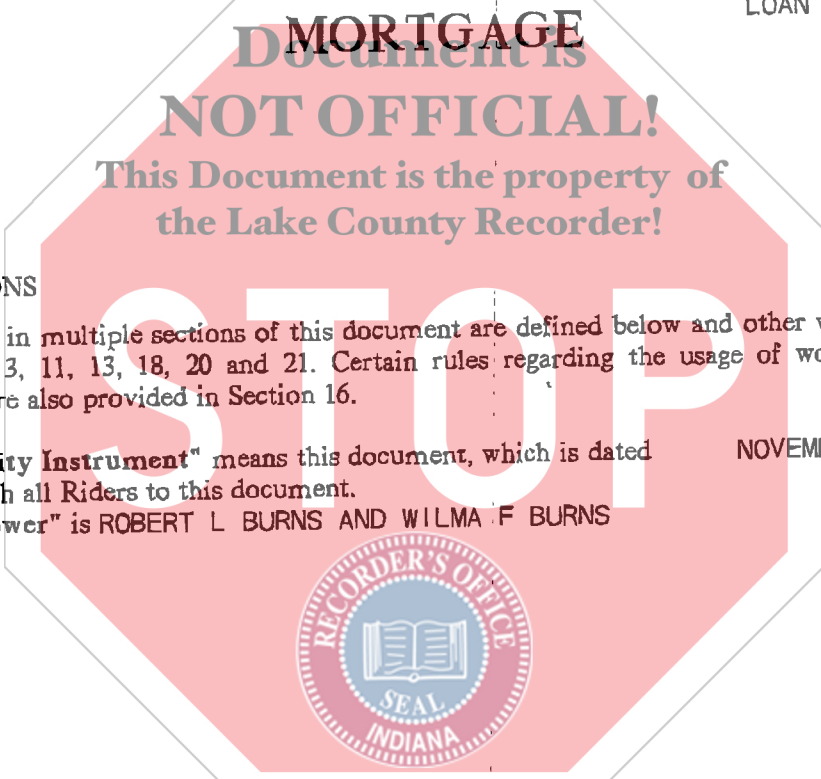 LOAN
MORTGAGE
Document is
NOT OFFICIAL!
This Document is the property of
the Lake County Recorder!
NS
in multiple sections of this document are defined below and other
3, 11, 13, 18, 20 and 21. Certain rules regarding the usage of wo
re also provided in Section 16.
STOP
ity Instrument" means this document, which is dated NOVEM
h all Riders to this document.
wer" is ROBERT L BURNS AND WILMA F BURNS
RECORDER'S OFFICE
SEAL
INDIANA